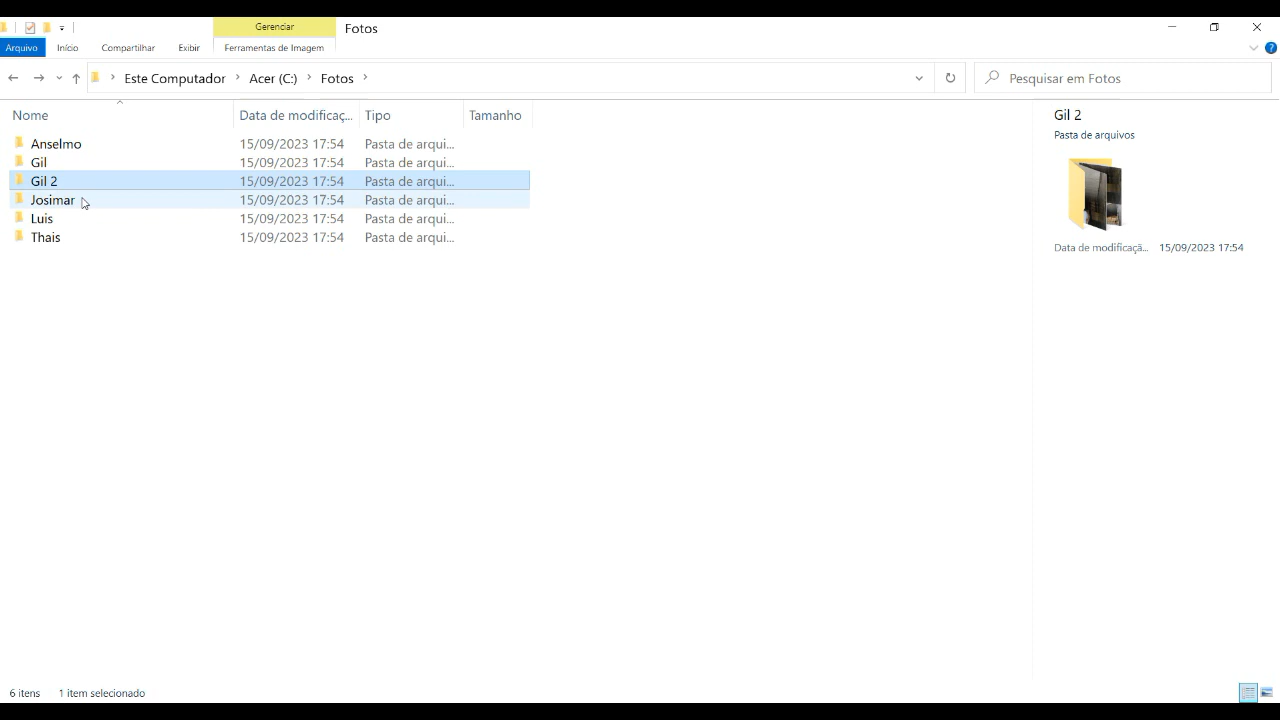 Gerenciar
Fotos
Arquivo Início Compartilhar Exibir Ferramentas de Imagem
Este Computador Acer (C:) Fotos Pesquisar em Fotos
Nome Data de modificaç... Tipo Tamanho
Anselmo 15/09/2023 17:54 Pasta de arqui...
Gil 15/09/2023 17:54 Pasta de arqui...
Gil 2 15/09/2023 17:54 Pasta de arqui...
Josimar 15/09/2023 17:54 Pasta de arqui...
Luis 15/09/2023 17:54 Pasta de arqui...
Thais 15/09/2023 17:54 Pasta de arqui...
Gil 2
Pasta de arquivos
Data de modificaçã... 15/09/2023 17:54
6 itens 1 item selecionado